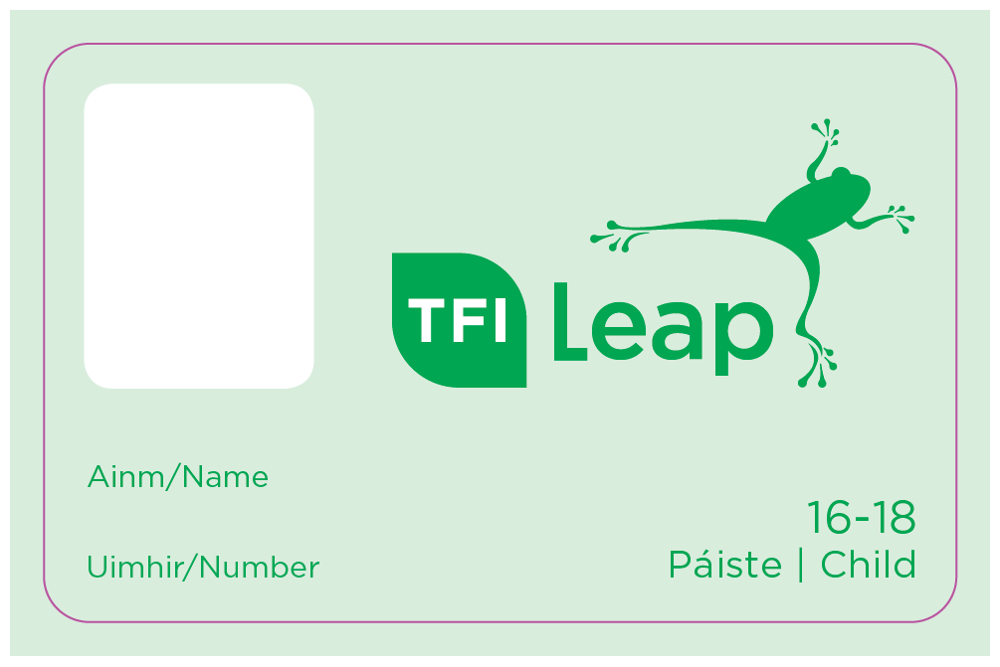 TFI Leap
Ainm/Name
Uimhir/Number
16-18
Páiste | Child